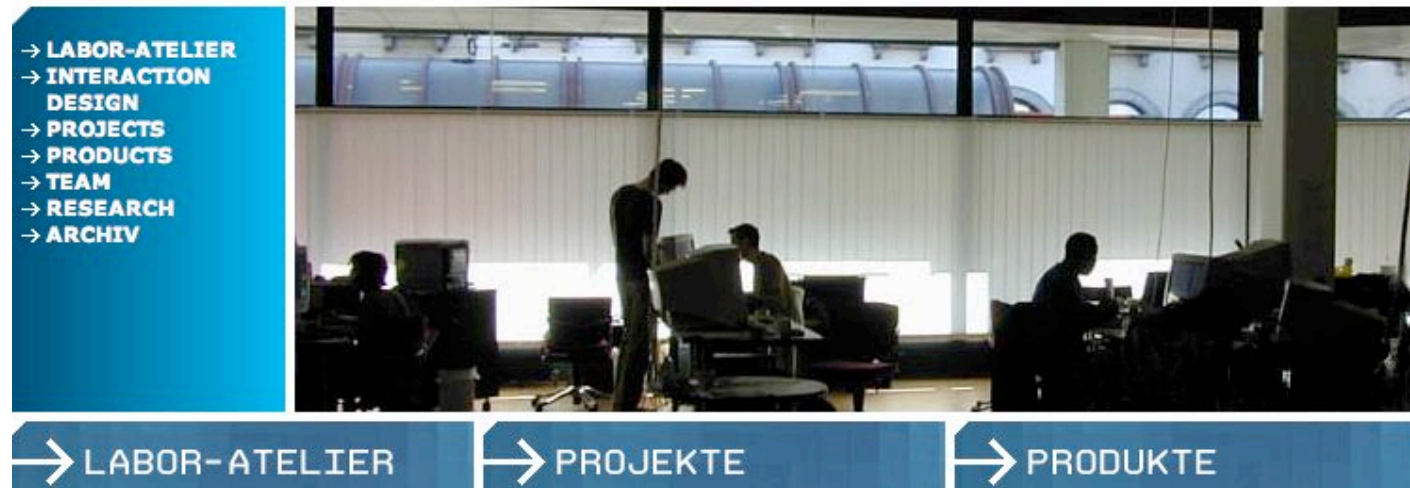 → LABOR-ATELIER
→ INTERACTION
DESIGN
→ PROJECTS
→ PRODUCTS
→ TEAM
→ RESEARCH
→ ARCHIV
→ LABOR-ATELIER
→ PROJEKTE
→ PRODUKTE